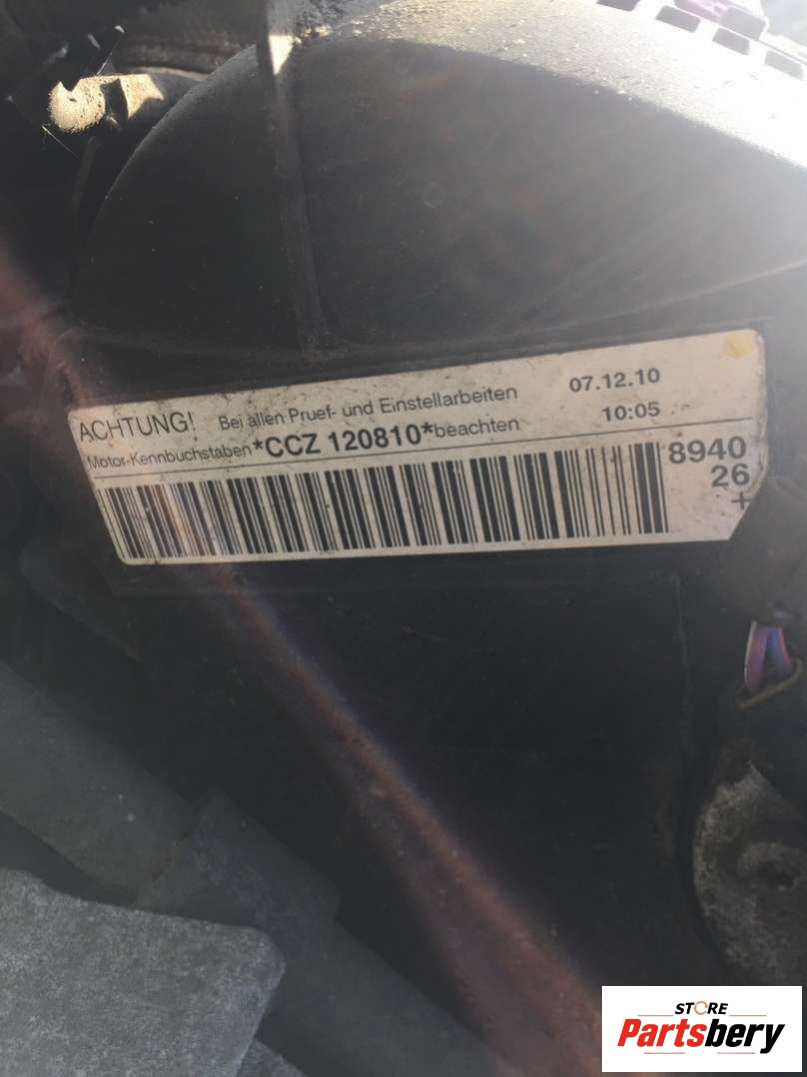 ACHTUNG! Bei allen Pruef- und Einstellarbeiten 07.12.10
Motor-Kennbuchstaben *CCZ 120810* beachten 10:05
8940
26
+
STORE
Partsbery